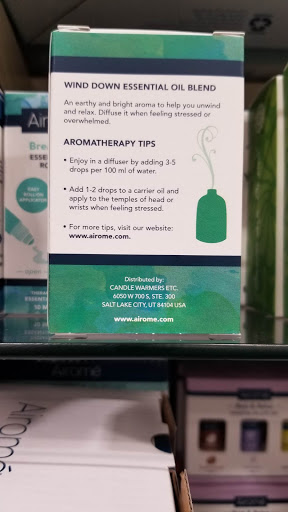 WIND DOWN ESSENTIAL OIL BLEND
An earthy and bright aroma to help you unwind
and relax. Diffuse it when feeling stressed or
overwhelmed.
AROMATHERAPY TIPS
• Enjoy in a diffuser by adding 3-5
drops per 100 ml of water.
• Add 1-2 drops to a carrier oil and
apply to the temples of head or
wrists when feeling stressed.
• For more tips, visit our website:
www.airome.com.
Distributed by:
CANDLE WARMERS ETC.
6050 W 700 S, STE. 300
SALT LAKE CITY, UT 84104 USA
www.airome.com
Airomé
Airomé